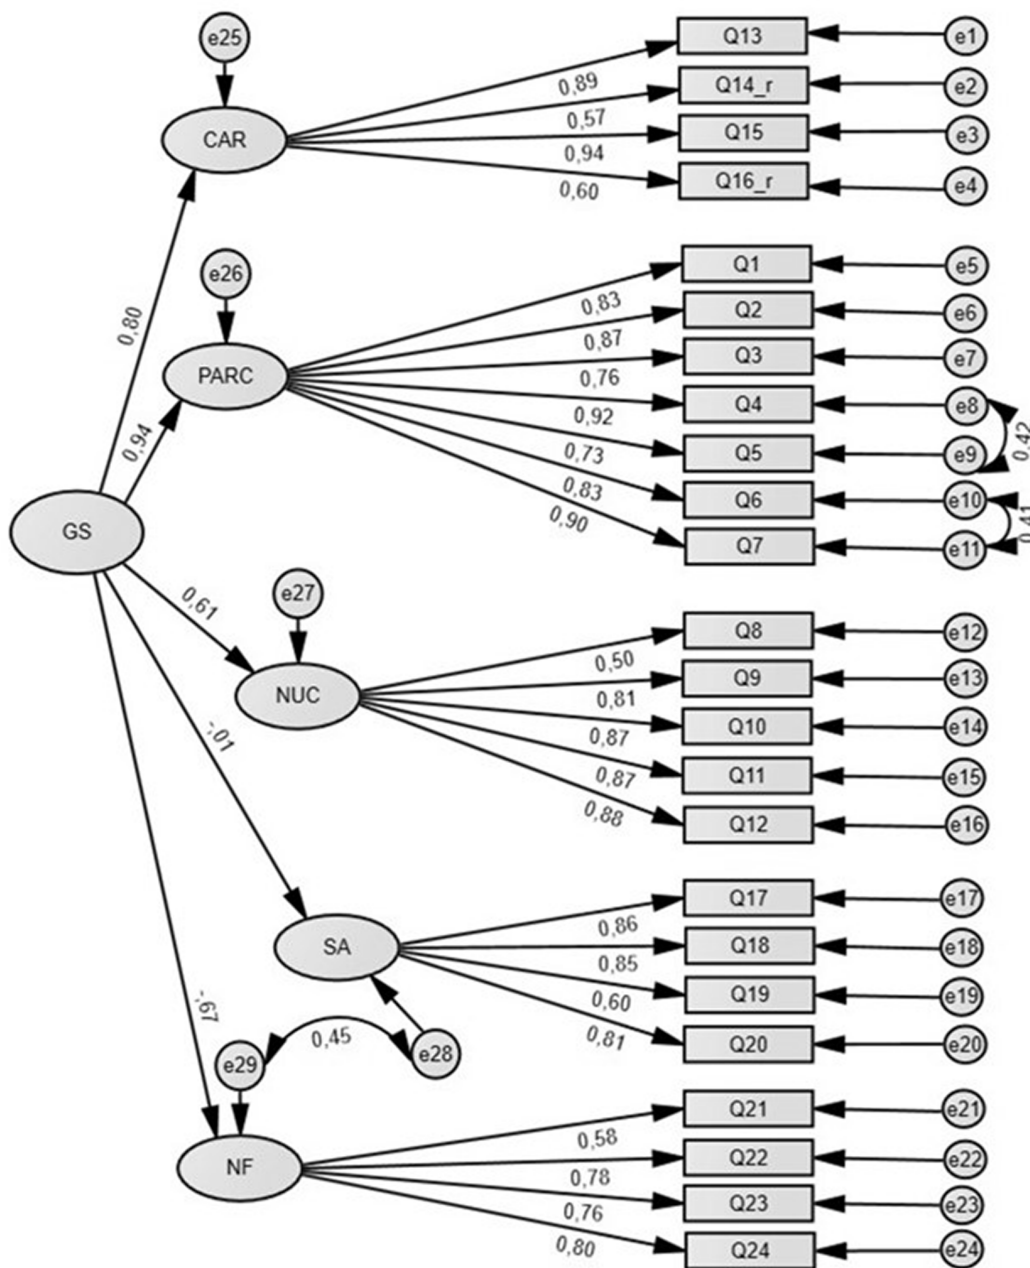 e25
CAR
0,89
0,57
0,94
0,60
Q13
Q14_r
Q15
Q16_r
e1
e2
e3
e4
0,80
e26
PARC
0,94
0,83
0,87
0,76
0,92
0,73
0,83
0,90
Q1
Q2
Q3
Q4
Q5
Q6
Q7
e5
e6
e7
e8
e9
e10
e11
0,42
0,41
GS
0,61
e27
NUC
0,50
0,81
0,87
0,87
0,88
Q8
Q9
Q10
Q11
Q12
e12
e13
e14
e15
e16
-,01
SA
0,86
0,85
0,60
0,81
Q17
Q18
Q19
Q20
e17
e18
e19
e20
-,67
0,45
e29
e28
NF
0,58
0,78
0,76
0,80
Q21
Q22
Q23
Q24
e21
e22
e23
e24